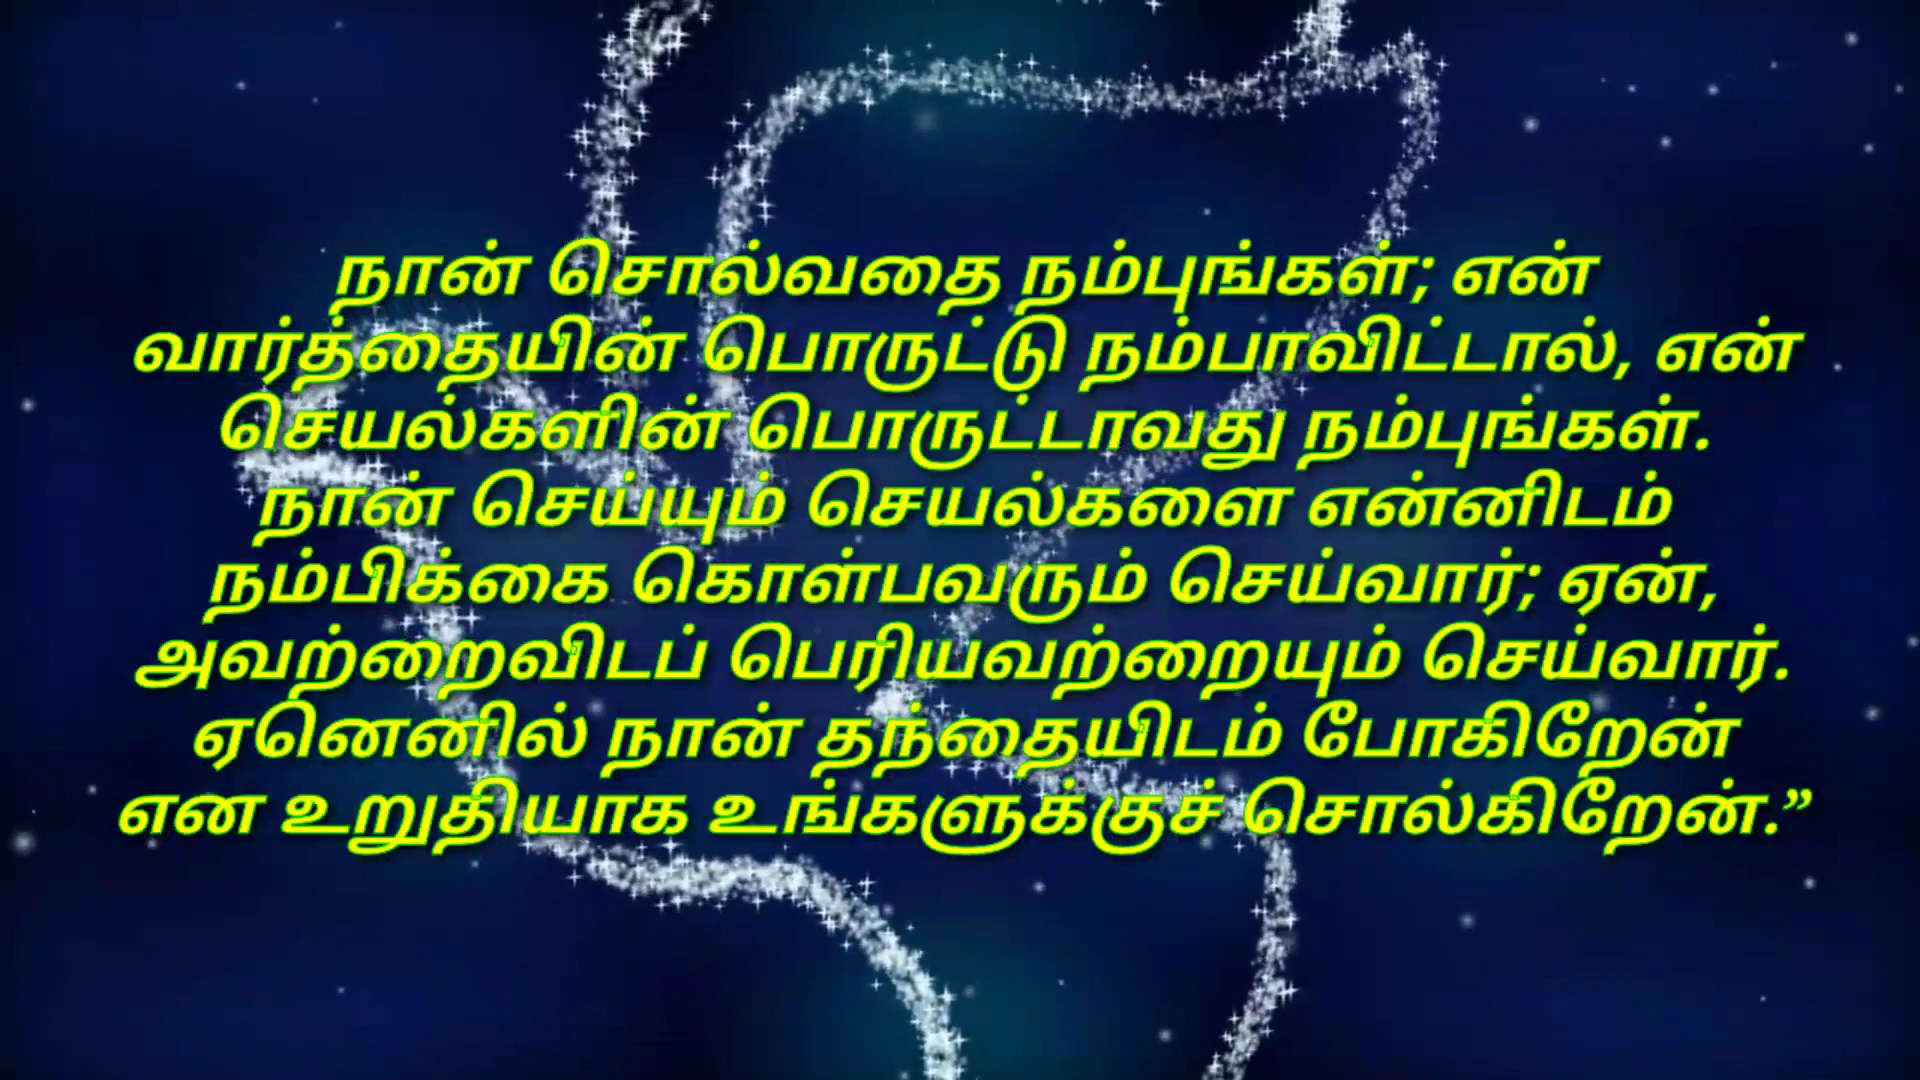 நான் சொல்வதை நம்புங்கள்; என்
வார்த்தையின் பொருட்டு நம்பாவிட்டால், என்
செயல்களின் பொருட்டாவது நம்புங்கள்.
நான் செய்யும் செயல்களை என்னிடம்
நம்பிக்கை கொள்பவரும் செய்வார்; ஏன்,
அவற்றைவிடப் பெரியவற்றையும் செய்வார்.
ஏனெனில் நான் தந்தையிடம் போகிறேன்
என உறுதியாக உங்களுக்குச் சொல்கிறேன்.”